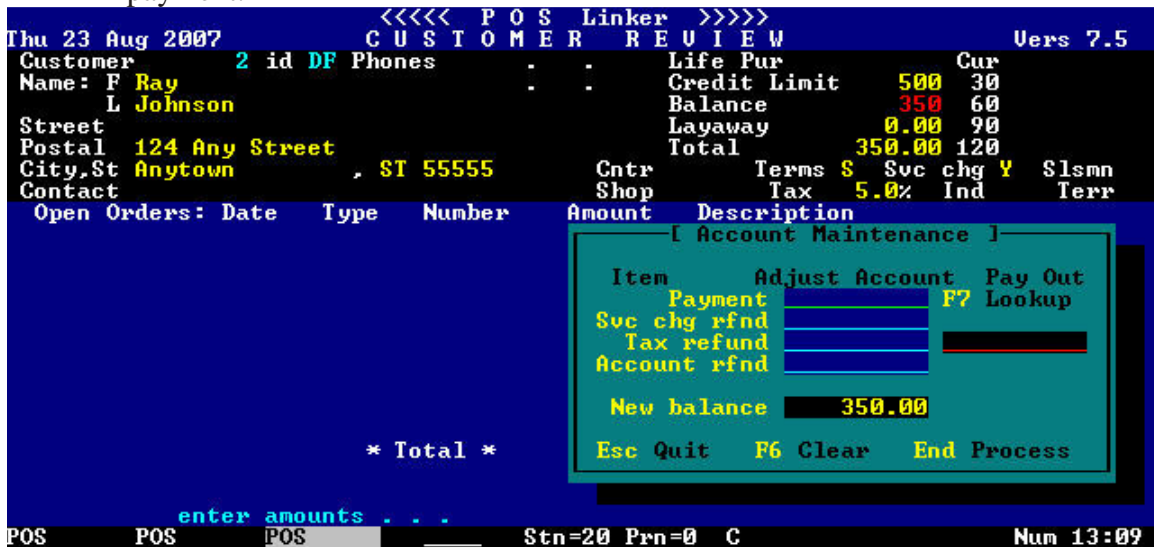 <<<<< P O S Linker >>>>>
Thu 23 Aug 2007 C U S T O M E R R E V I E W Vers 7.5
Customer 2 id DF Phones . . Life Pur Cur
Name: F Ray . . Credit Limit 500 30
L Johnson Balance 350 60
Street Layaway 0.00 90
Postal 124 Any Street Total 350.00 120
City,St Anytown , ST 55555 Cntr Terms S Svc chg Y Slsmn
Contact Shop Tax 5.0% Ind Terr
Open Orders: Date Type Number Amount Description
[ Account Maintenance ]
Item Adjust Account Pay Out
Payment F7 Lookup
Svc chg rfnd
Tax refund
Account rfnd
New balance 350.00
* Total * Esc Quit F6 Clear End Process
enter amounts . . .
POS POS POS Stn=20 Prn=0 C Num 13:09